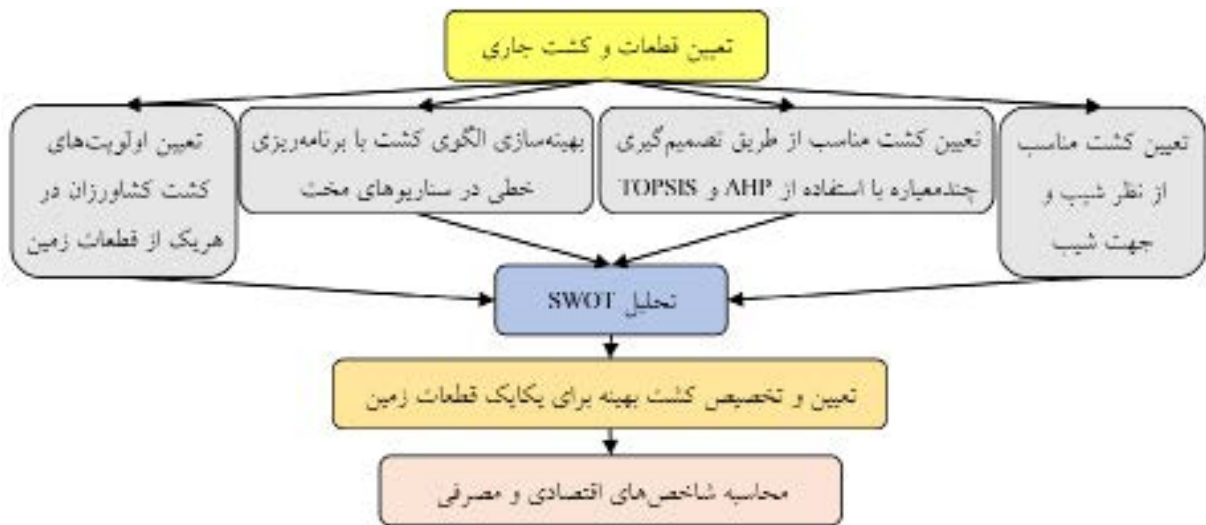 تعیین قطعات و کشت جاری
تعیین کشت مناسب
از نظر شیب و
جهت شیب
تعیین کشت مناسب از طریق تصمیم‌گیری
چندمعیاره با استفاده از AHP و TOPSIS
بهینه‌سازی الگوی کشت با برنامه‌ریزی
خطی در سناریوهای مخت
تعیین اولویت‌های
کشت کشاورزان در
هریک از قطعات زمین
تحلیل SWOT
تعیین و تخصیص کشت بهینه برای یکایک قطعات زمین
محاسبه شاخص‌های اقتصادی و مصرفی